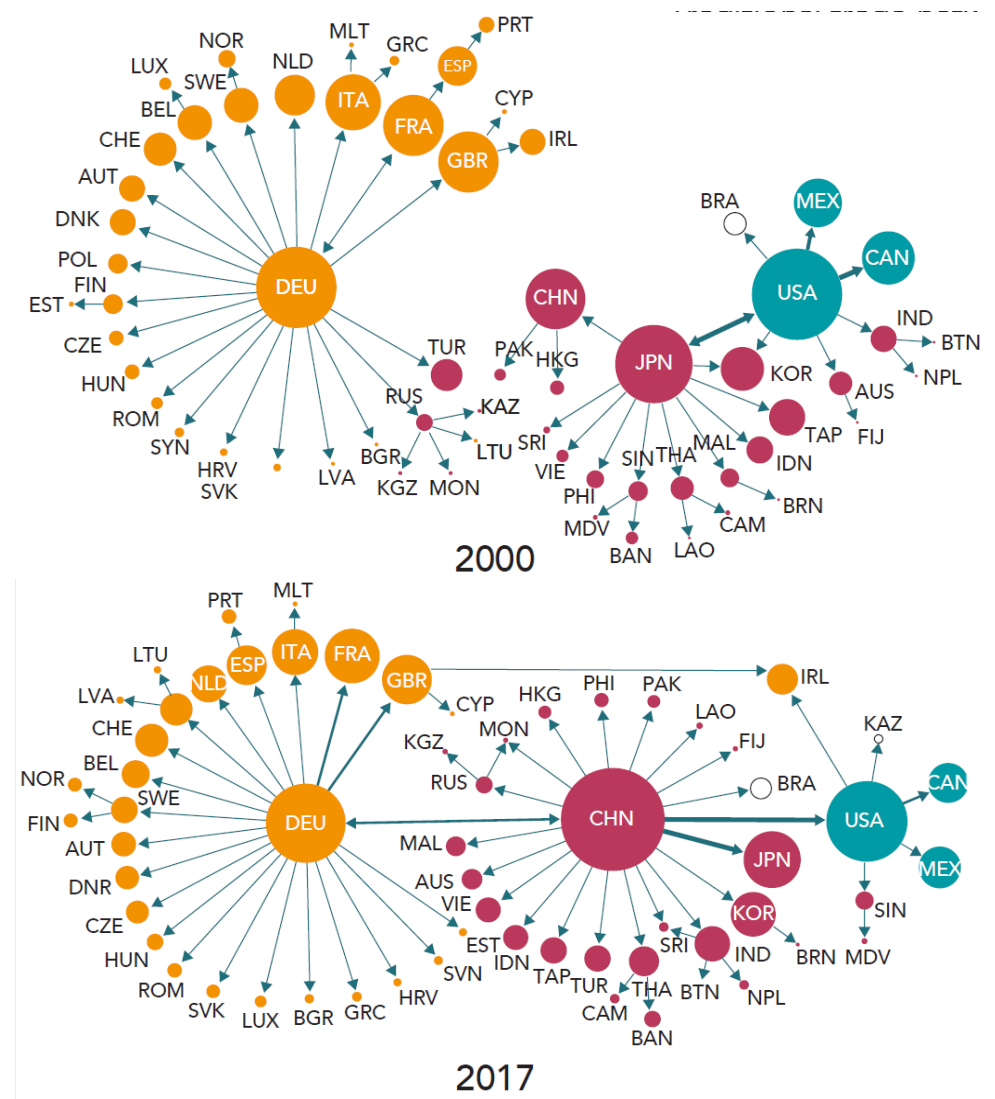 MLT
PRT
NOR
GRC
NLD
ESP
LUX
SWE
ITA
CYP
BEL
FRA
IRL
CHE
GBR
AUT
BRA
MEX
DNK
POL
CAN
FIN
DEU
USA
EST
CHN
IND
CZE
TUR
PAK
HKG
JPN
KOR
BTN
HUN
RUS
NPL
AUS
ROM
KAZ
TAP
FIJ
SYN
LTU
SRI
SIN
THA
MAL
IDN
HRV
BGR
VIE
SVK
LVA
KGZ
MON
PHI
MDV
CAM
BRN
BAN
LAO
2000
MLT
PRT
LTU
ESP
ITA
FRA
GBR
IRL
NLD
PHI
PAK
LVA
HKG
CYP
LAO
KAZ
CHE
KGZ
MON
FIJ
BEL
NOR
RUS
BRA
CAN
SWE
FIN
DEU
CHN
USA
AUT
MAL
JPN
MEX
DNR
AUS
CZE
VIE
KOR
SIN
HUN
EST
IDN
SRI
IND
BRN
MDV
ROM
SVN
TAP
TUR
THA
BTN
NPL
SVK
LUX
BGR
GRC
HRV
CAM
BAN
2017